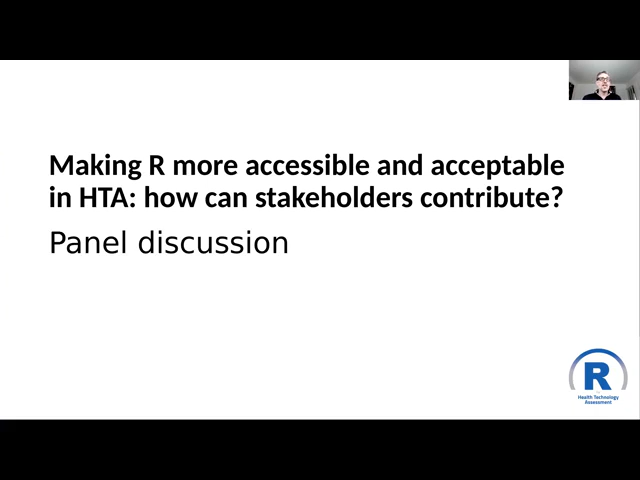 Making R more accessible and acceptable
in HTA: how can stakeholders contribute?
Panel discussion
R
Health Technology
Assessment